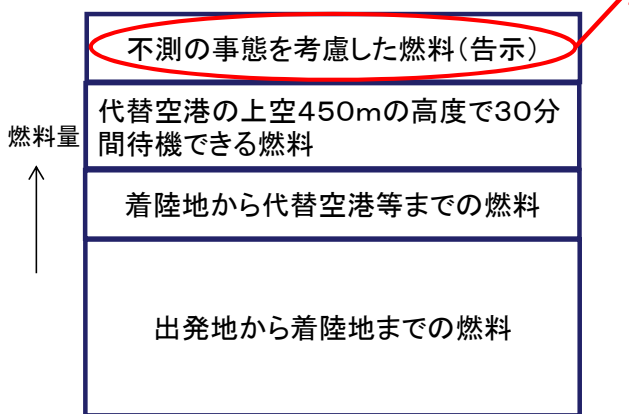 不測の事態を考慮した燃料(告示)
代替空港の上空450mの高度で30分
間待機できる燃料
燃料量
着陸地から代替空港等までの燃料
出発地から着陸地までの燃料